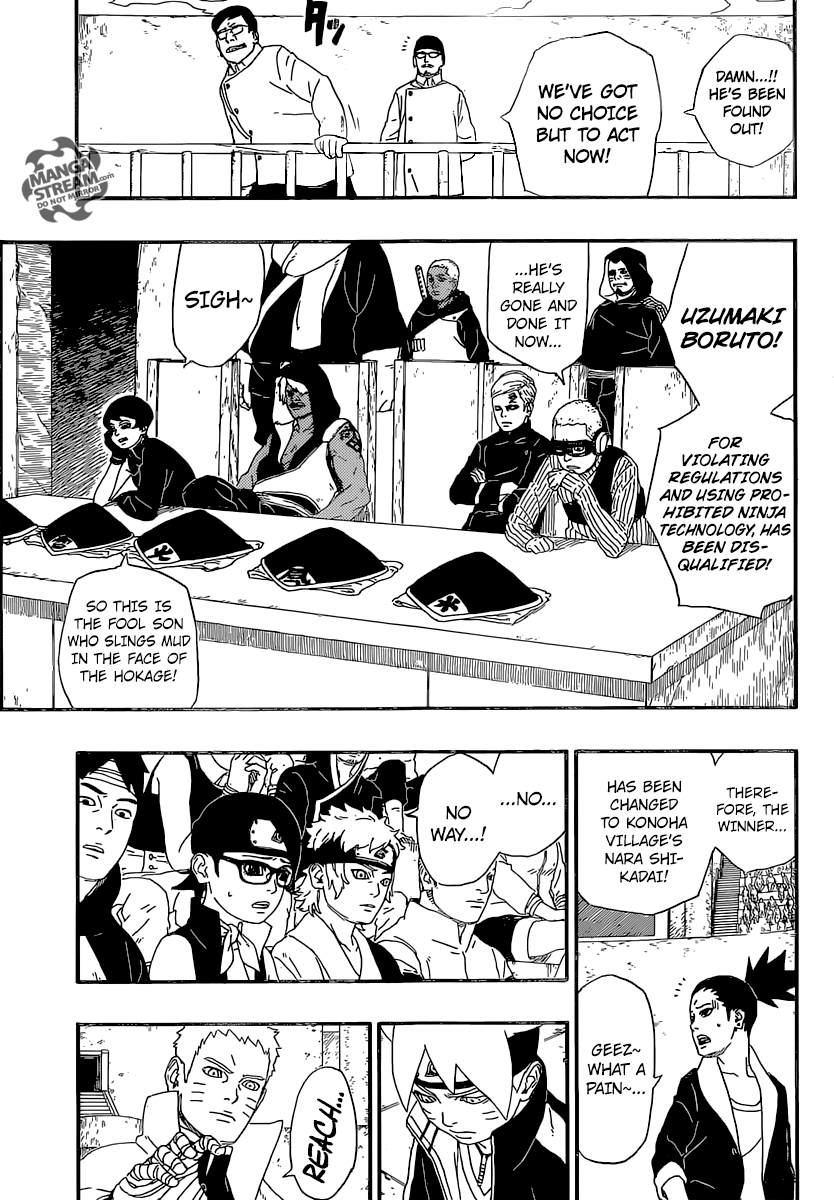 DAMN...!!
HE'S BEEN
FOUND
OUT!
WE'VE GOT
NO CHOICE
BUT TO ACT
NOW!
MANGA
STREAM.com
DO NOT MIRROR
UZUMAKI
BORUTO!
FOR
VIOLATING
REGULATIONS
AND USING PRO-
HIBITED NINJA
TECHNOLOGY, HAS
BEEN DIS-
QUALIFIED!
...HE'S
REALLY
GONE AND
DONE IT
NOW...
SIGH~
SO THIS IS
THE FOOL SON
WHO SLINGS MUD
IN THE FACE OF
THE HOKAGE!
THERE-
FORE, THE
WINNER...
HAS BEEN
CHANGED
TO KONOHA
VILLAGE'S
NARA SHI-
KADAI!
GEEZ~
WHAT A
PAIN~...
...NO...
NO
WAY...!
REACH...